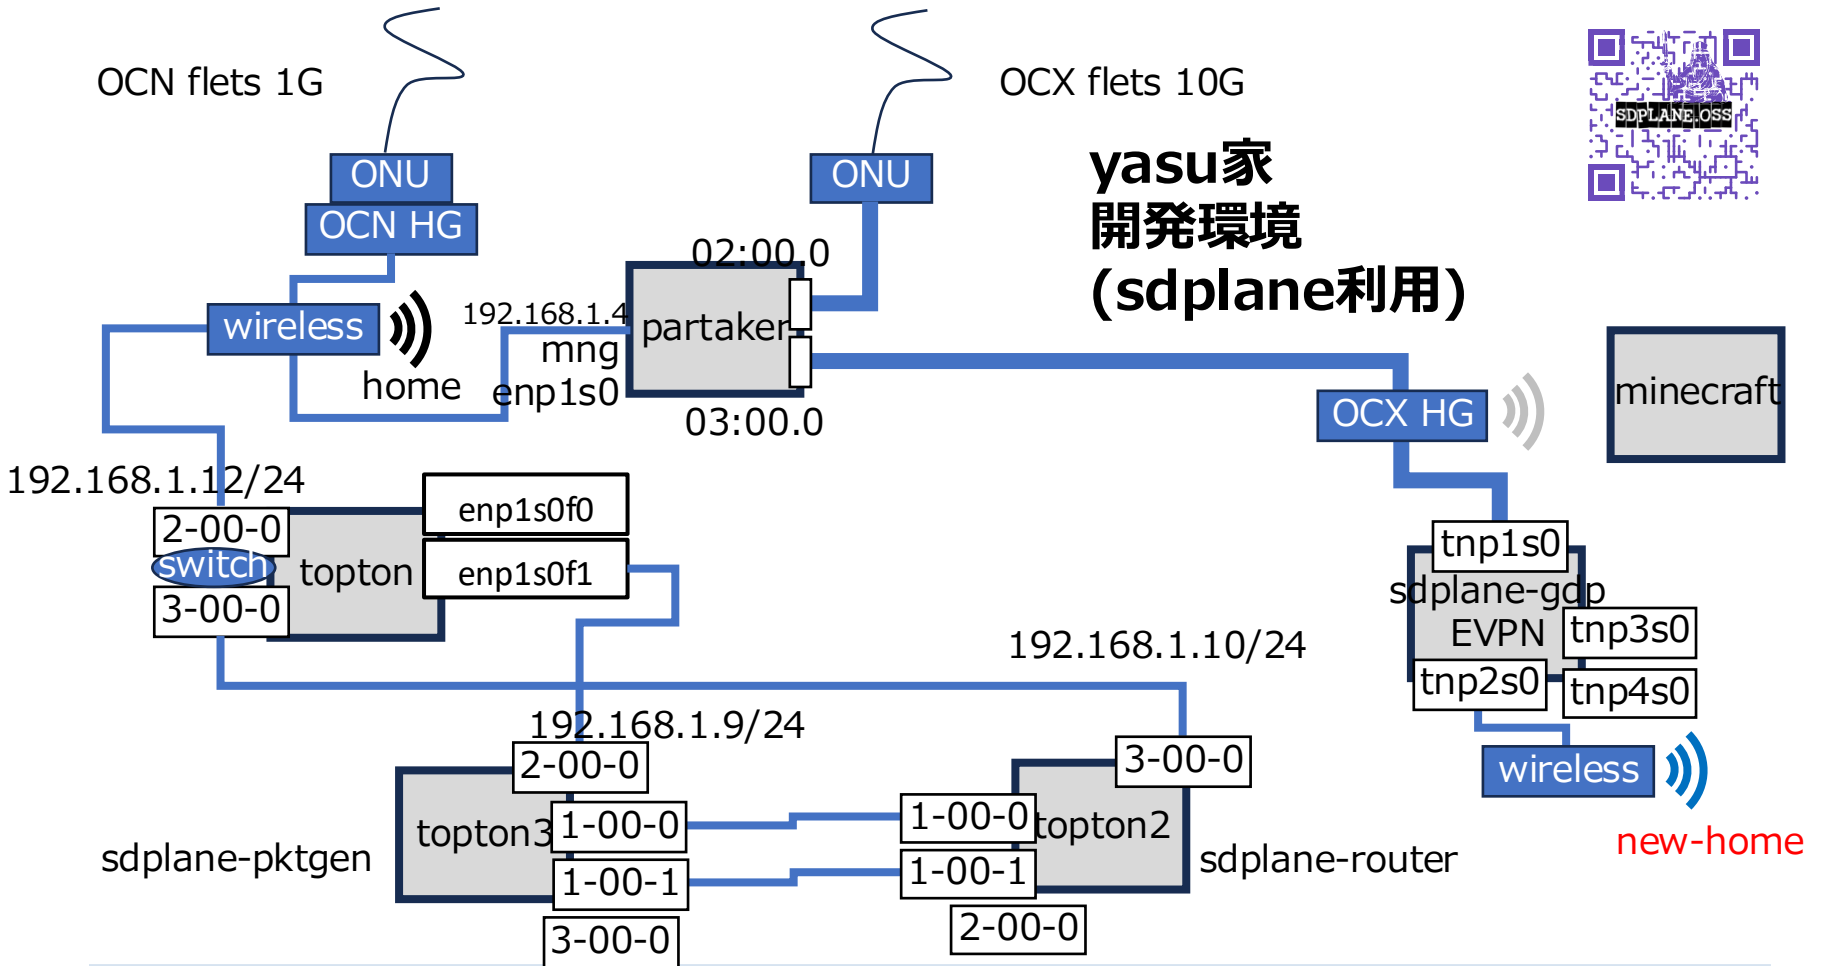 OCN flets 1G
OCX flets 10G
SDPLANE.OSS
ONU
OCN HG
ONU
yasu家
開発環境
(sdplane利用)
02:00.0
wireless
home
192.168.1.4
mng
enp1s0
partaker
03:00.0
OCX HG
minecraft
192.168.1.12/24
2-00-0
switch
3-00-0
topton
enp1s0f0
enp1s0f1
tnp1s0
sdplane-gdp
EVPN
tnp3s0
tnp2s0
tnp4s0
192.168.1.10/24
192.168.1.9/24
2-00-0
3-00-0
wireless
new-home
topton3
1-00-0
1-00-1
3-00-0
sdplane-pktgen
1-00-0
topton2
1-00-1
2-00-0
sdplane-router